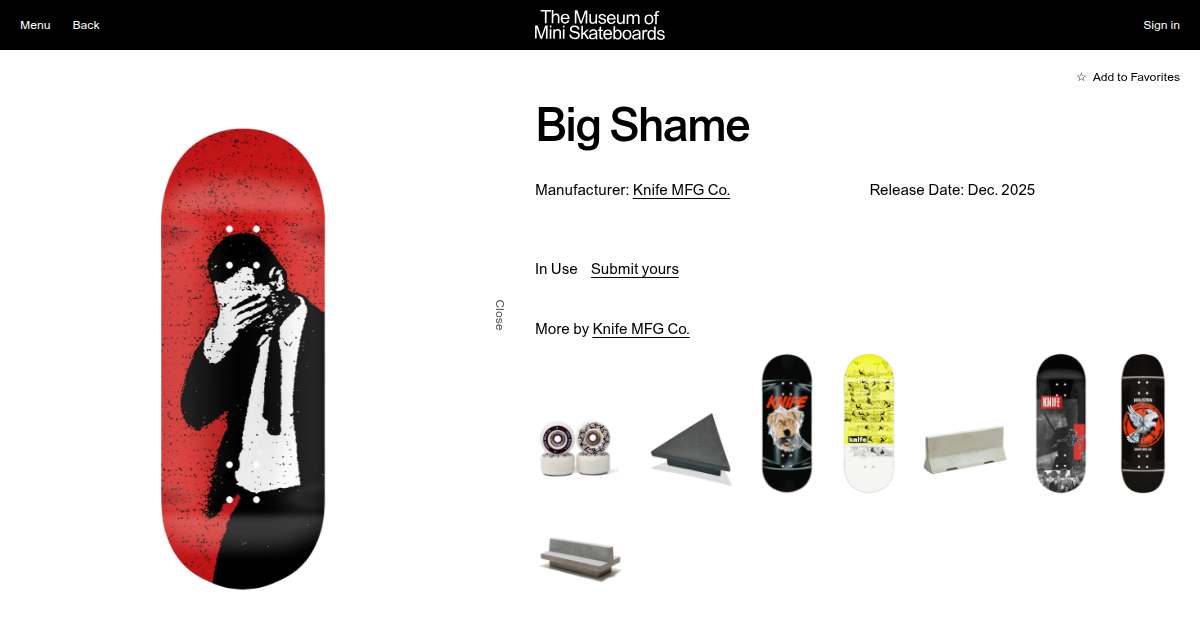 Menu
Back
The Museum of
Mini Skateboards
Sign in
☆ Add to Favorites
Big Shame
Manufacturer: Knife MFG Co.
Release Date: Dec. 2025
In Use
Submit yours
Close
More by Knife MFG Co.
KNIFE
knife
KNIFE